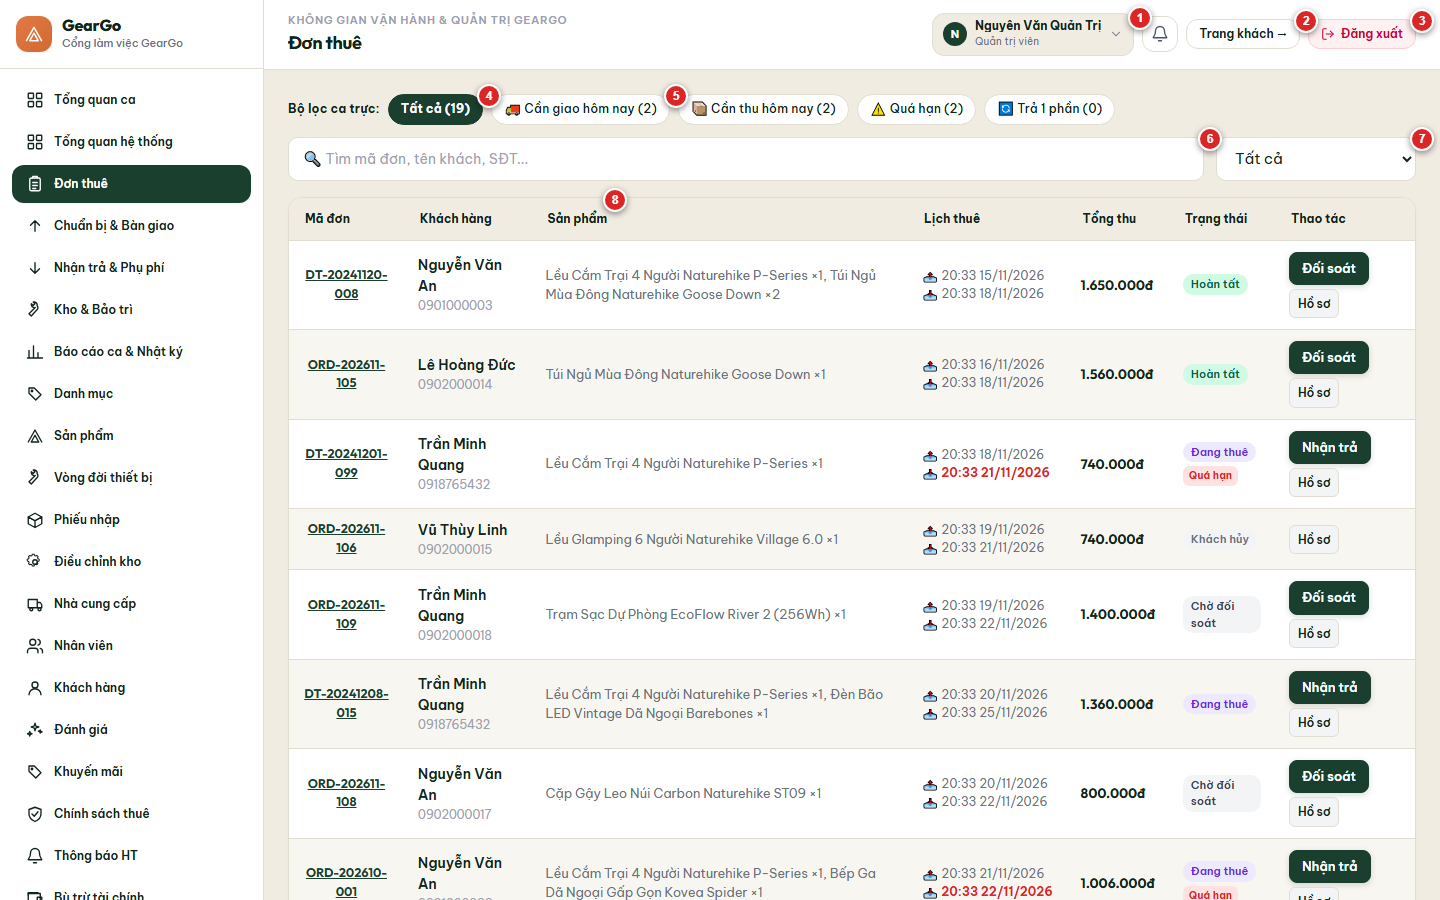 GearGo
Cổng làm việc GearGo
Tổng quan ca
Tổng quan hệ thống
Đơn thuê
Chuẩn bị & Bàn giao
Nhận trả & Phụ phí
Kho & Bảo trì
Báo cáo ca & Nhật ký
Danh mục
Sản phẩm
Vòng đời thiết bị
Phiếu nhập
Điều chỉnh kho
Nhà cung cấp
Nhân viên
Khách hàng
Đánh giá
Khuyến mãi
Chính sách thuê
Thông báo HT
Bù trừ tài chính
KHÔNG GIAN VẬN HÀNH & QUẢN TRỊ GEARGO
Đơn thuê
N
Nguyễn Văn Quản Trị
Quản trị viên
1
Trang khách →
2
Đăng xuất
3
Bộ lọc ca trực:
Tất cả (19)
4
Cần giao hôm nay (2)
5
Cần thu hôm nay (2)
Quá hạn (2)
Trả 1 phần (0)
Tìm mã đơn, tên khách, SĐT...
6
Tất cả
7
8
Mã đơn Khách hàng Sản phẩm Lịch thuê Tổng thu Trạng thái Thao tác
DT-20241120-
008
Nguyễn Văn
An
0901000003
Lều Cắm Trại 4 Người Naturehike P-Series ×1, Túi Ngủ
Mùa Đông Naturehike Goose Down ×2
20:33 15/11/2026
20:33 18/11/2026
1.650.000đ
Hoàn tất
Đối soát
Hồ sơ
ORD-202611-
105
Lê Hoàng Đức
0902000014
Túi Ngủ Mùa Đông Naturehike Goose Down ×1
20:33 16/11/2026
20:33 18/11/2026
1.560.000đ
Hoàn tất
Đối soát
Hồ sơ
DT-20241201-
099
Trần Minh
Quang
0918765432
Lều Cắm Trại 4 Người Naturehike P-Series ×1
20:33 18/11/2026
20:33 21/11/2026
740.000đ
Đang thuê
Quá hạn
Nhận trả
Hồ sơ
ORD-202611-
106
Vũ Thùy Linh
0902000015
Lều Glamping 6 Người Naturehike Village 6.0 ×1
20:33 19/11/2026
20:33 21/11/2026
740.000đ
Khách hủy
Hồ sơ
ORD-202611-
109
Trần Minh
Quang
0902000018
Trạm Sạc Dự Phòng EcoFlow River 2 (256Wh) ×1
20:33 19/11/2026
20:33 22/11/2026
1.400.000đ
Chờ đối
soát
Đối soát
Hồ sơ
DT-20241208-
015
Trần Minh
Quang
0918765432
Lều Cắm Trại 4 Người Naturehike P-Series ×1, Đèn Bão
LED Vintage Dã Ngoại Barebones ×1
20:33 20/11/2026
20:33 25/11/2026
1.360.000đ
Đang thuê
Nhận trả
Hồ sơ
ORD-202611-
108
Nguyễn Văn
An
0902000017
Cặp Gậy Leo Núi Carbon Naturehike ST09 ×1
20:33 20/11/2026
20:33 22/11/2026
800.000đ
Chờ đối
soát
Đối soát
Hồ sơ
ORD-202610-
001
Nguyễn Văn
An
Lều Cắm Trại 4 Người Naturehike P-Series ×1, Bếp Ga
Dã Ngoại Gấp Gọn Kovea Spider ×1
20:33 21/11/2026
20:33 22/11/2026
1.006.000đ
Đang thuê
Quá hạn
Nhận trả
Hồ sơ